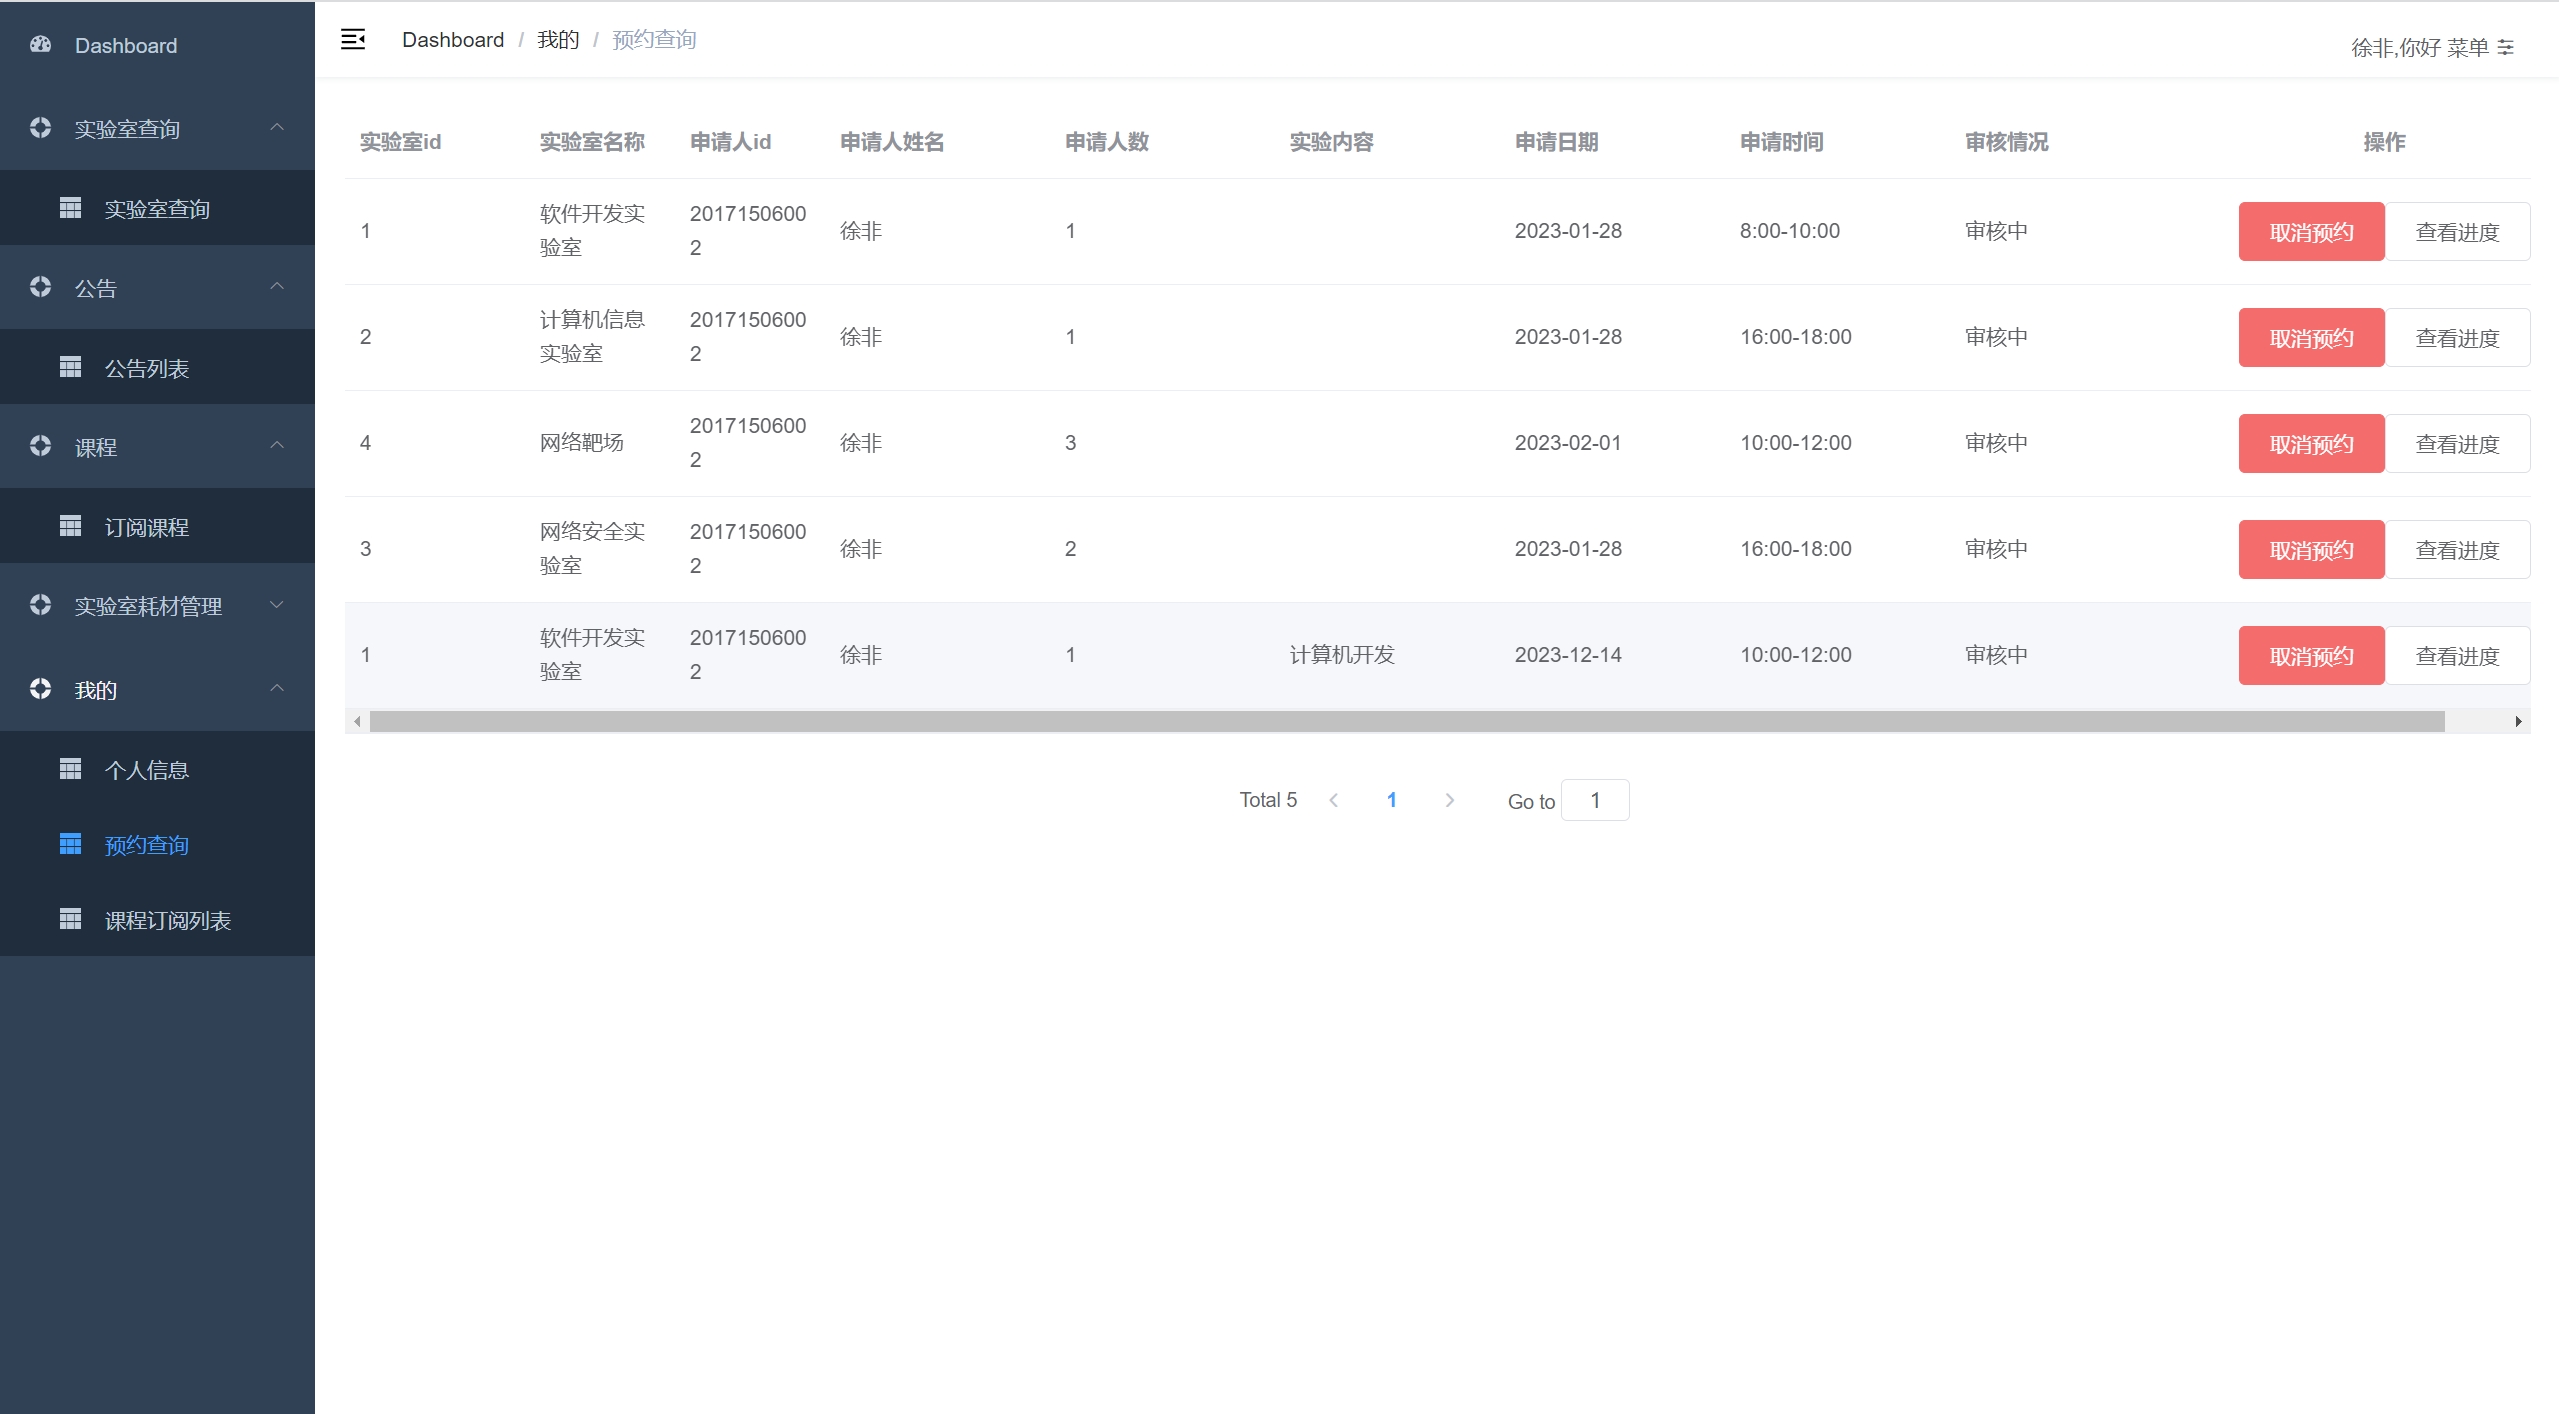 Dashboard
实验室查询
实验室查询
公告
公告列表
课程
订阅课程
实验室耗材管理
我的
个人信息
预约查询
课程订阅列表
Dashboard / 我的 / 预约查询
徐非,你好 菜单
实验室id 实验室名称 申请人id 申请人姓名 申请人数 实验内容 申请日期 申请时间 审核情况 操作
1 软件开发实 2017150600 徐非 1 2023-01-28 8:00-10:00 审核中 取消预约 查看进度
验室 2
2 计算机信息 2017150600 徐非 1 2023-01-28 16:00-18:00 审核中 取消预约 查看进度
实验室 2
4 网络靶场 2017150600 徐非 3 2023-02-01 10:00-12:00 审核中 取消预约 查看进度
2
3 网络安全实 2017150600 徐非 2 2023-01-28 16:00-18:00 审核中 取消预约 查看进度
验室 2
1 软件开发实 2017150600 徐非 1 计算机开发 2023-12-14 10:00-12:00 审核中 取消预约 查看进度
验室 2
Total 5 1 Go to 1